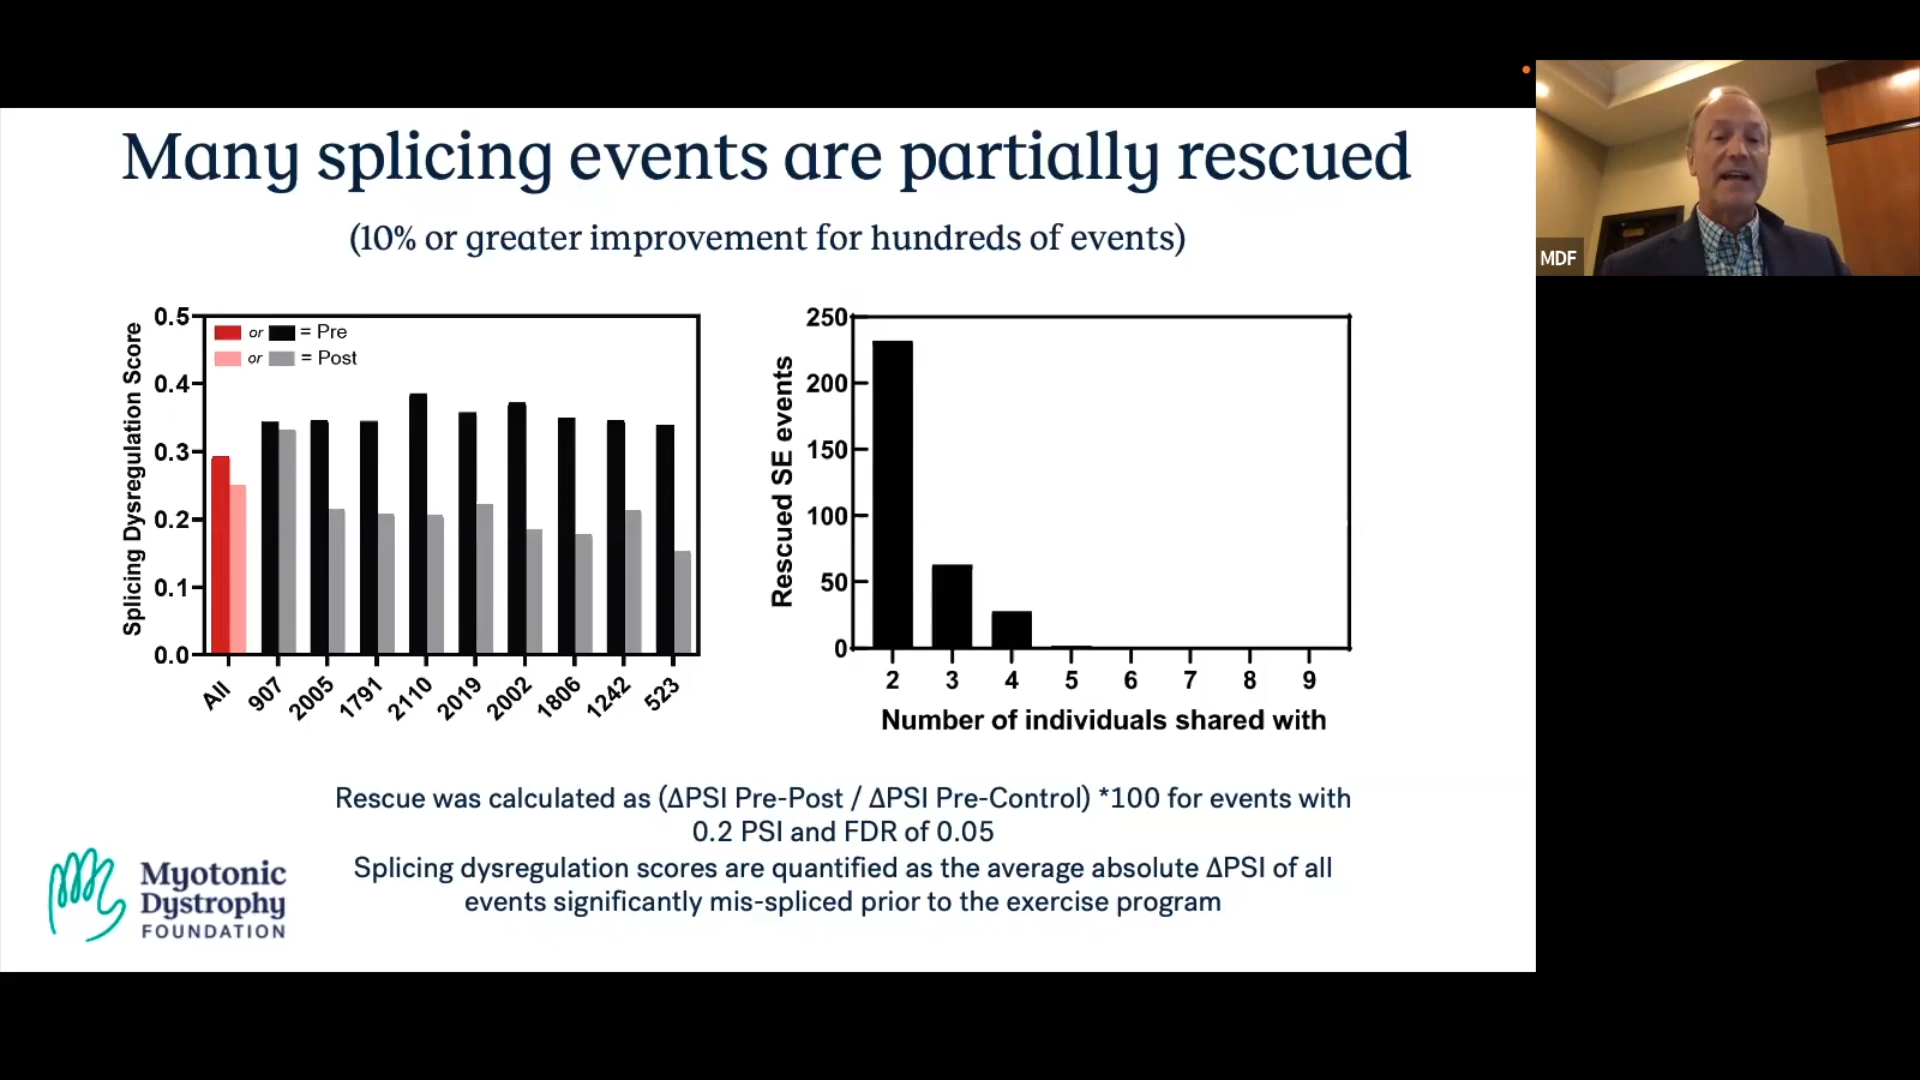 Many splicing events are partially rescued
(10% or greater improvement for hundreds of events)
MDF
Splicing Dysregulation Score
0.5
0.4
0.3
0.2
0.1
0.0
or = Pre
or = Post
All
907
2005
1791
2110
2019
2002
1806
1242
523
Rescued SE events
250
200
150
100
50
0
2 3 4 5 6 7 8 9
Number of individuals shared with
Rescue was calculated as (ΔPSI Pre-Post / ΔPSI Pre-Control) *100 for events with
0.2 PSI and FDR of 0.05
Splicing dysregulation scores are quantified as the average absolute ΔPSI of all
events significantly mis-spliced prior to the exercise program
Myotonic
Dystrophy
FOUNDATION